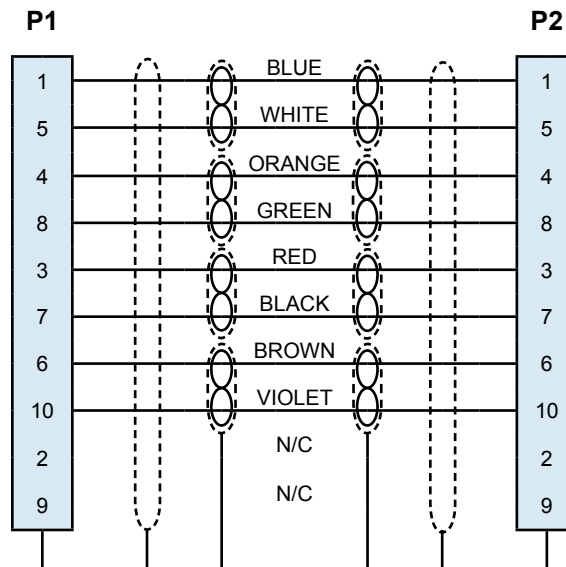 P1 P2
1 BLUE 1
5 WHITE 5
4 ORANGE 4
8 GREEN 8
3 RED 3
7 BLACK 7
6 BROWN 6
10 VIOLET 10
2 N/C 2
9 N/C 9